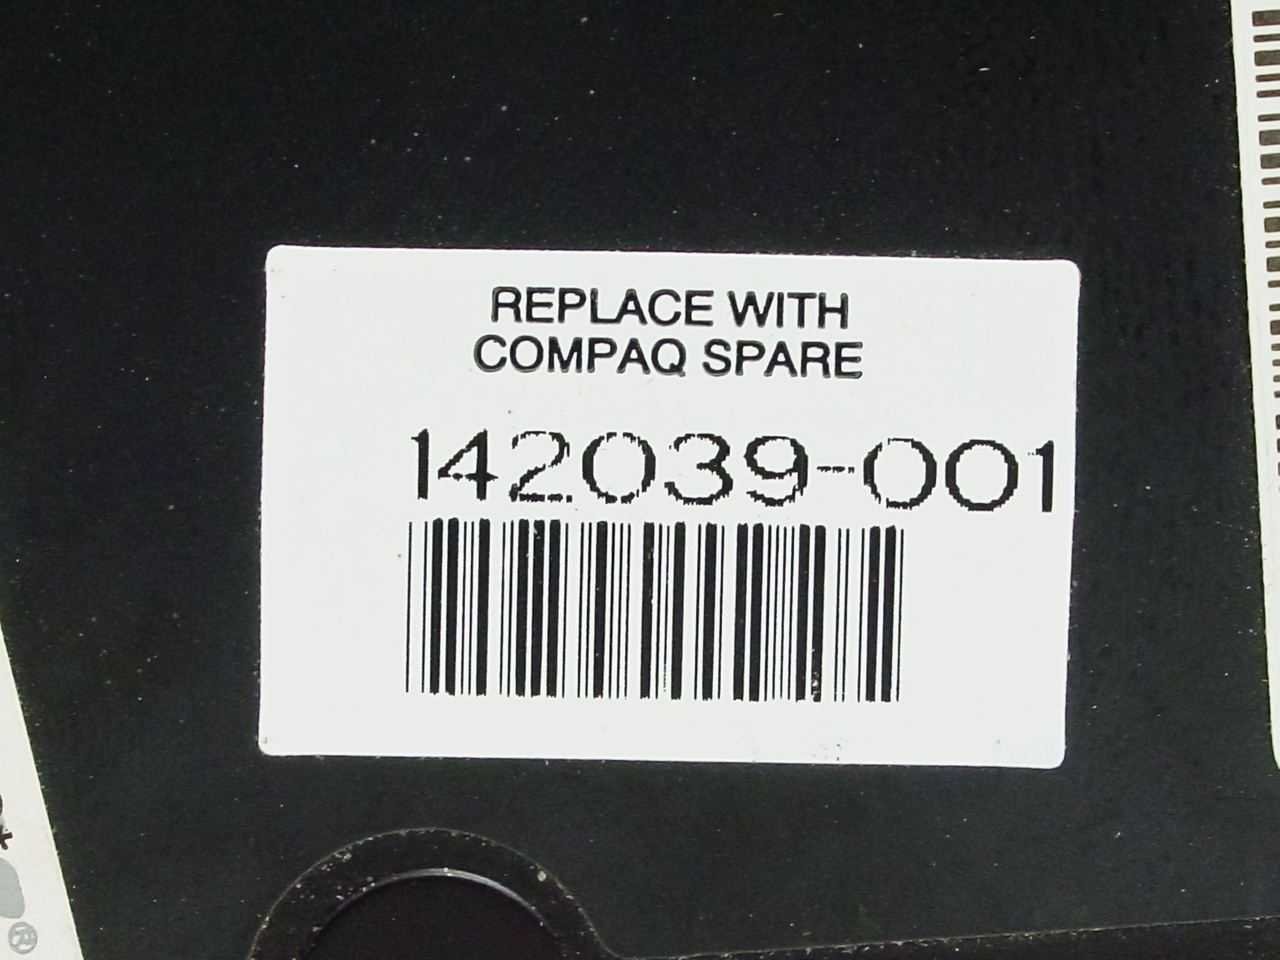 REPLACE WITH
COMPAQ SPARE
142039-001